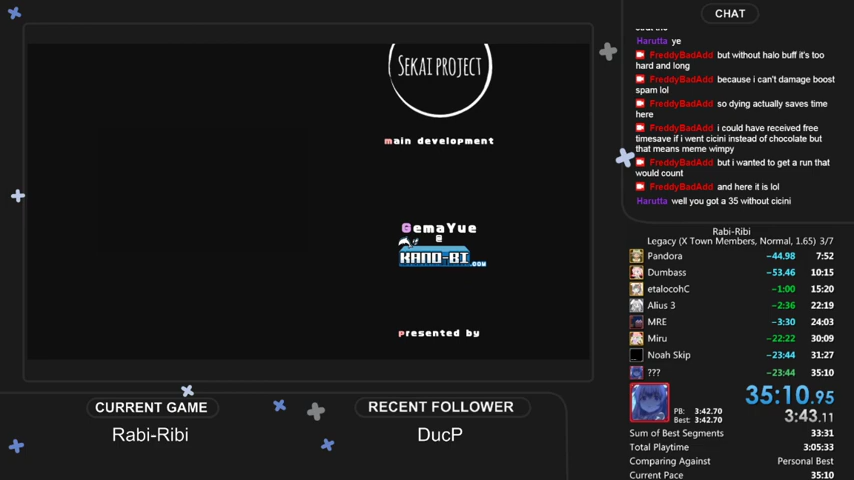 SEKAI PROJECT
main development
GemaYue
@
KANO-BI.COM
presented by
CURRENT GAME
Rabi-Ribi
RECENT FOLLOWER
DucP
CHAT
Harutta ye
FreddyBadAdd but without halo buff it's too
hard and long
FreddyBadAdd because i can't damage boost
spam lol
FreddyBadAdd so dying actually saves time
here
FreddyBadAdd i could have received free
timesave if i went cicini instead of chocolate but
that means meme wimpy
FreddyBadAdd but i wanted to get a run that
would count
FreddyBadAdd and here it is lol
Harutta well you got a 35 without cicini
Rabi-Ribi
Legacy (X Town Members, Normal, 1.65) 3/7
Pandora −44.98 7:52
Dumbass −53.46 10:15
etalocohC −1:00 15:20
Alius 3 −2:36 22:19
MRE −3:30 24:03
Miru −22:22 30:09
Noah Skip −23:44 31:27
??? −23:44 35:10
35:10.95
PB: 3:42.70
Best: 3:42.70
3:43.11
Sum of Best Segments 33:31
Total Playtime 3:05:33
Comparing Against Personal Best
Current Pace 35:10